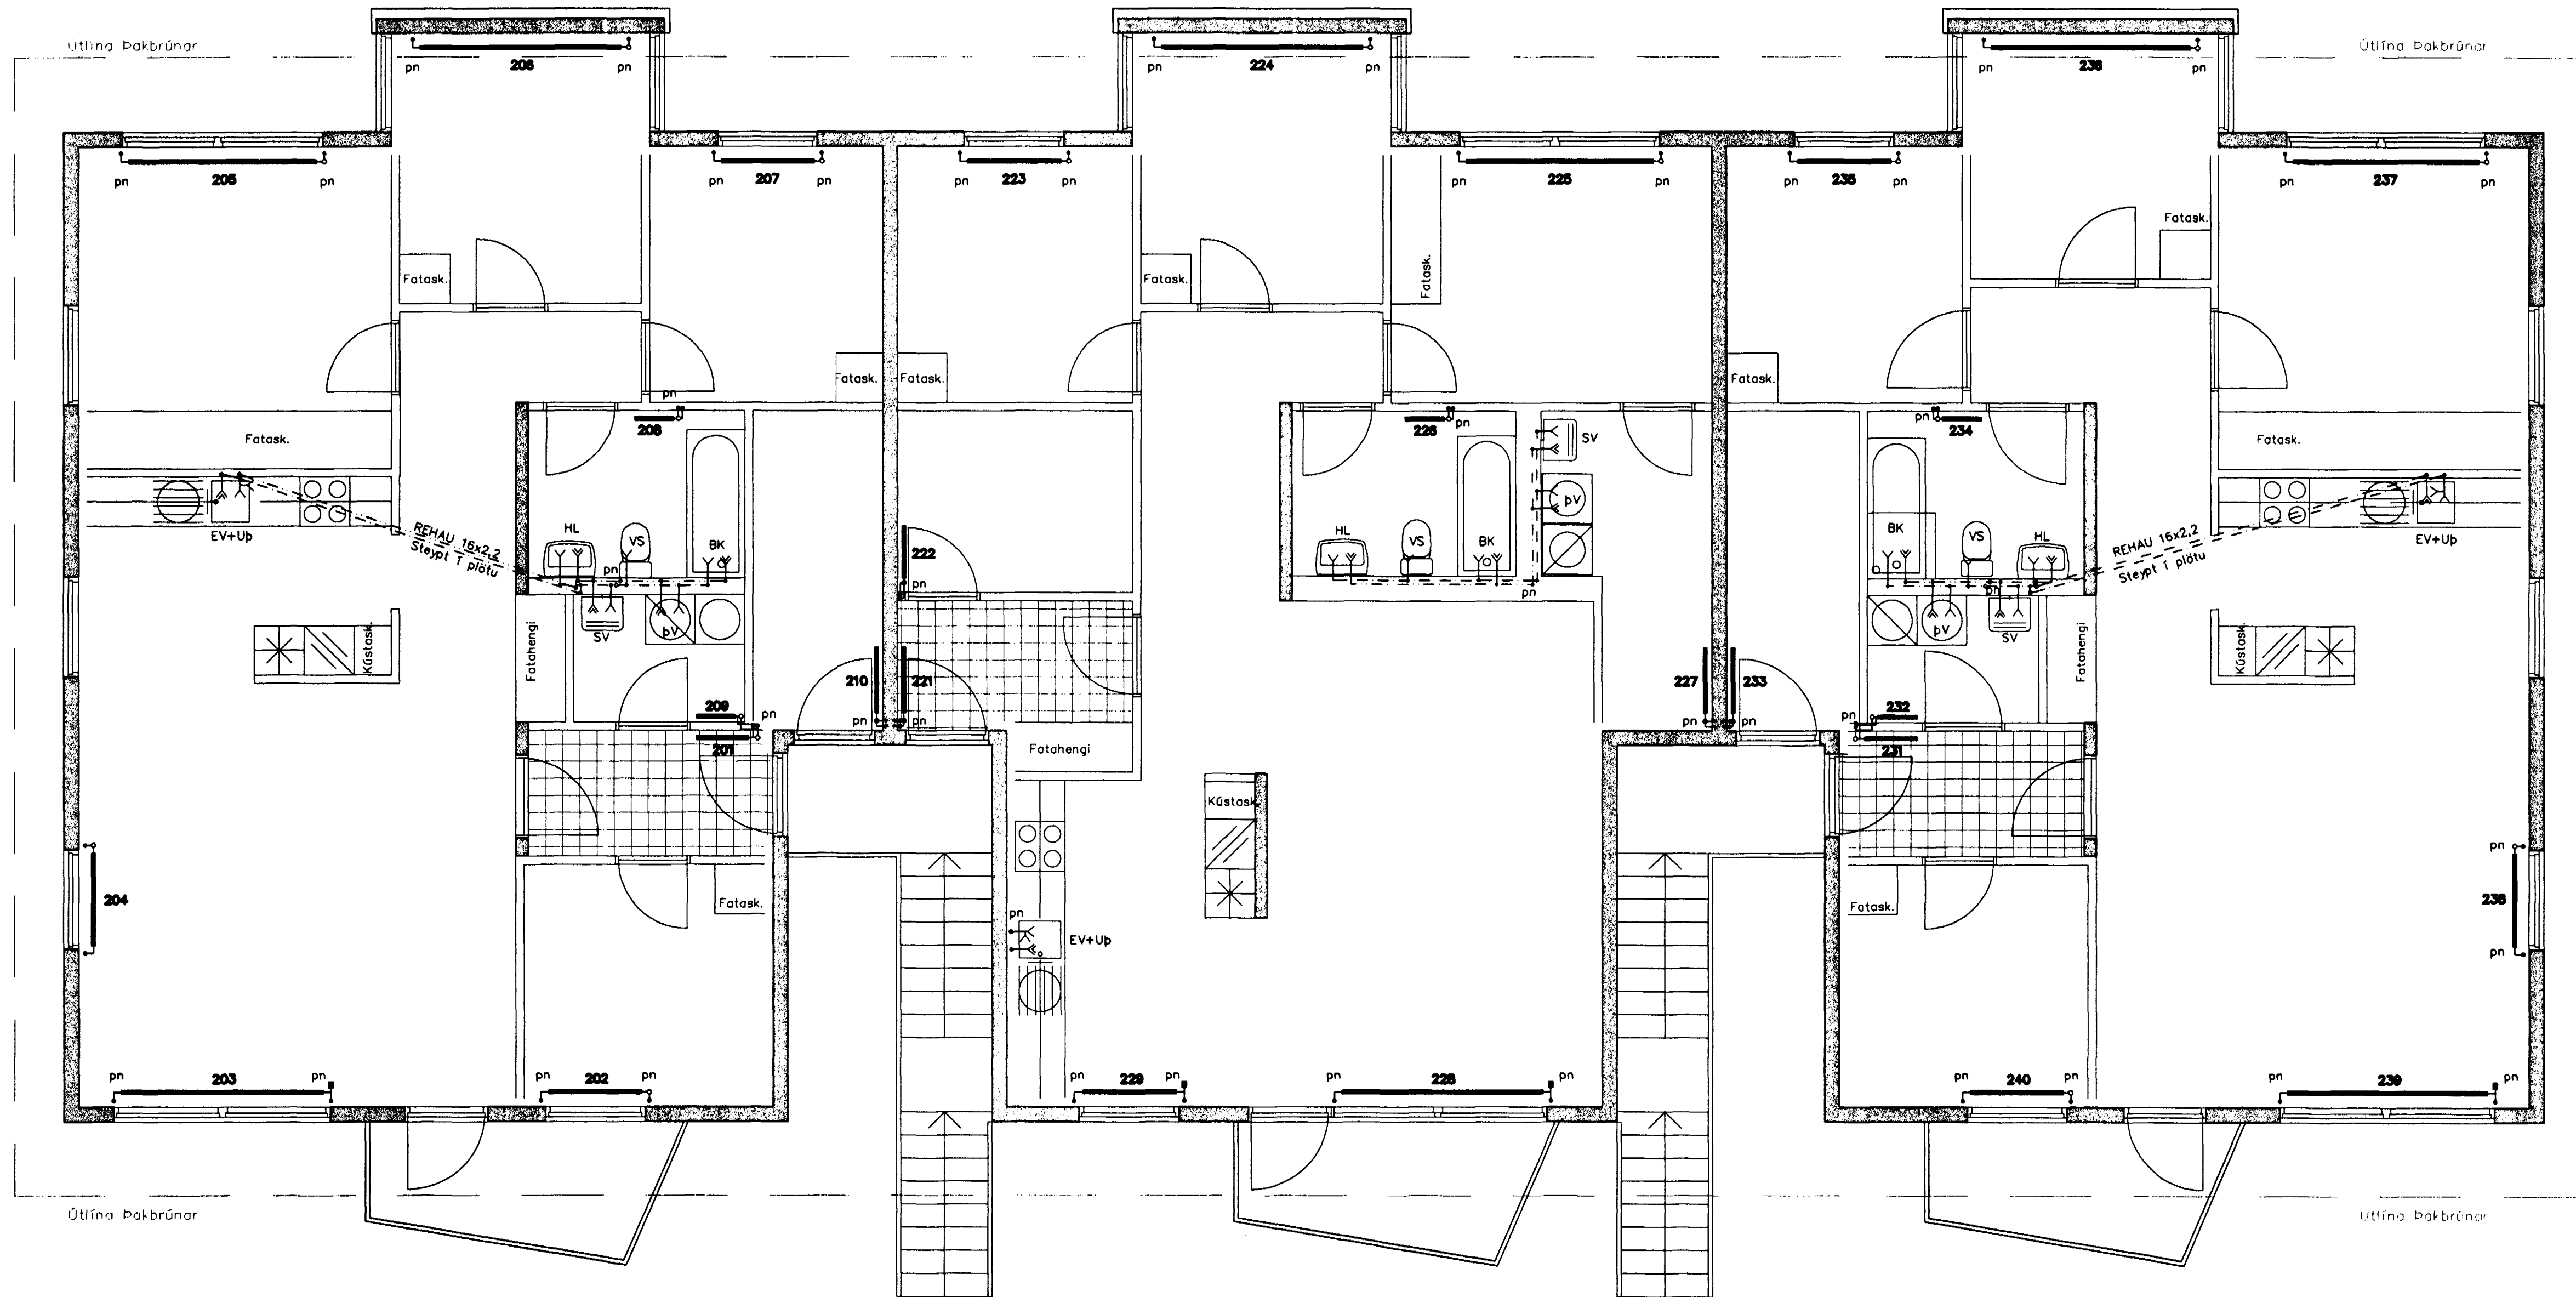 Útlína Þakbrúnar
Útlína Þakbrúnar
pn 206 pn
pn 224 pn
pn 236 pn
pn 205 pn
pn 207 pn
pn 223 pn
pn 225 pn
pn 235 pn
pn 237 pn
Fatask.
Fatask.
Fatask.
Fatask.
Fatask.
Fatask.
Fatask.
pn
208
226
pn
pn
234
Fatask.
Fatask.
SV
ÞV
EV+UÞ
REHAU 16x2,2
Steypt í plötu
HL
VS
BK
pn
222
pn
HL
VS
BK
pn
BK
VS
HL
pn
REHAU 16x2,2
Steypt í plötu
EV+UÞ
SV
ÞV
ÞV
SV
Kústask.
Fatahengi
210
221
227
233
Fatahengi
Kústask.
209
pn
pn
pn
pn
pn
pn
232
201
231
Fatahengi
Kústask.
204
Fatask.
pn
EV+UÞ
Fatask.
pn
238
pn
pn 203 pn
pn 202 pn
pn 229 pn
pn 228 pn
pn 240 pn
pn 239 pn
Útlína Þakbrúnar
Útlína Þakbrúnar